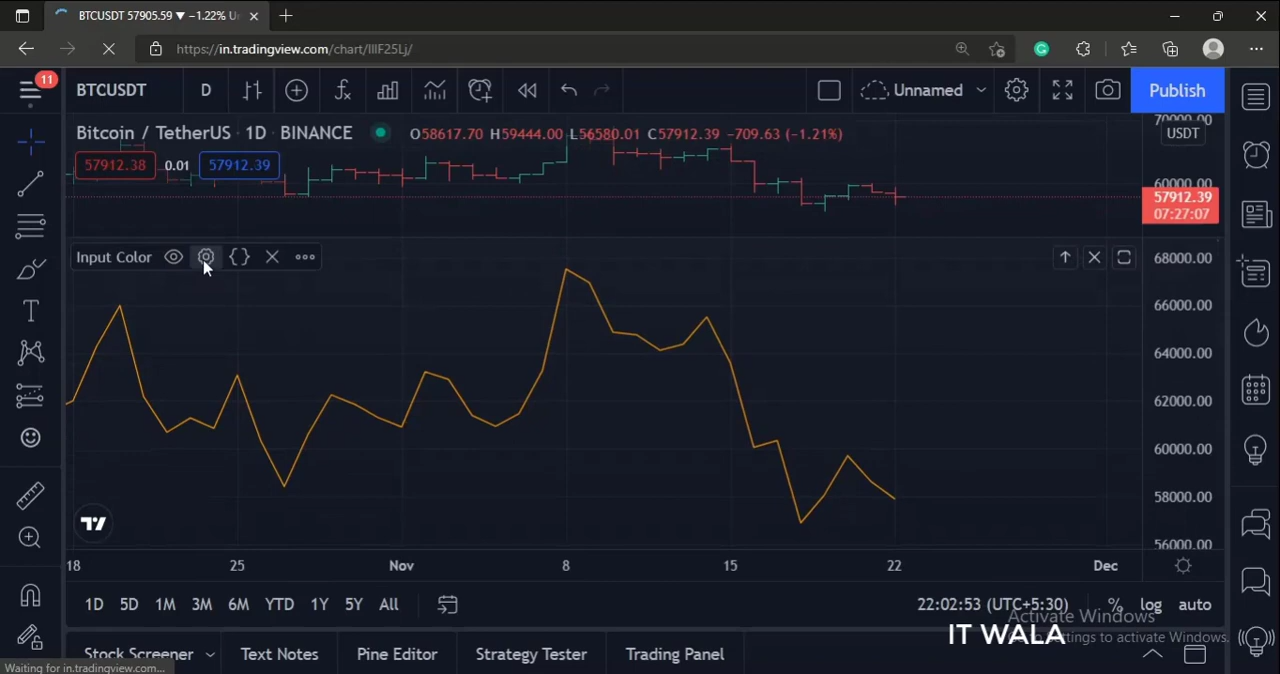 BTCUSDT 57905.59 ▼ −1.22% U
https://in.tradingview.com/chart/IIIF25Lj/
11
BTCUSDT
D
Unnamed
Publish
Bitcoin / TetherUS · 1D · BINANCE
O58617.70 H59444.00 L56580.01 C57912.39 −709.63 (−1.21%)
70000.00
USDT
57912.38
0.01
57912.39
60000.00
57912.39
07:27:07
Input Color
68000.00
66000.00
64000.00
62000.00
60000.00
58000.00
56000.00
18
25
Nov
8
15
22
Dec
1D 5D 1M 3M 6M YTD 1Y 5Y All
22:02:53 (UTC+5:30)
% log auto
Activate Windows
IT WALA
ettings to activate Windows.
Stock Screener
Text Notes
Pine Editor
Strategy Tester
Trading Panel
Waiting for in.tradingview.com...